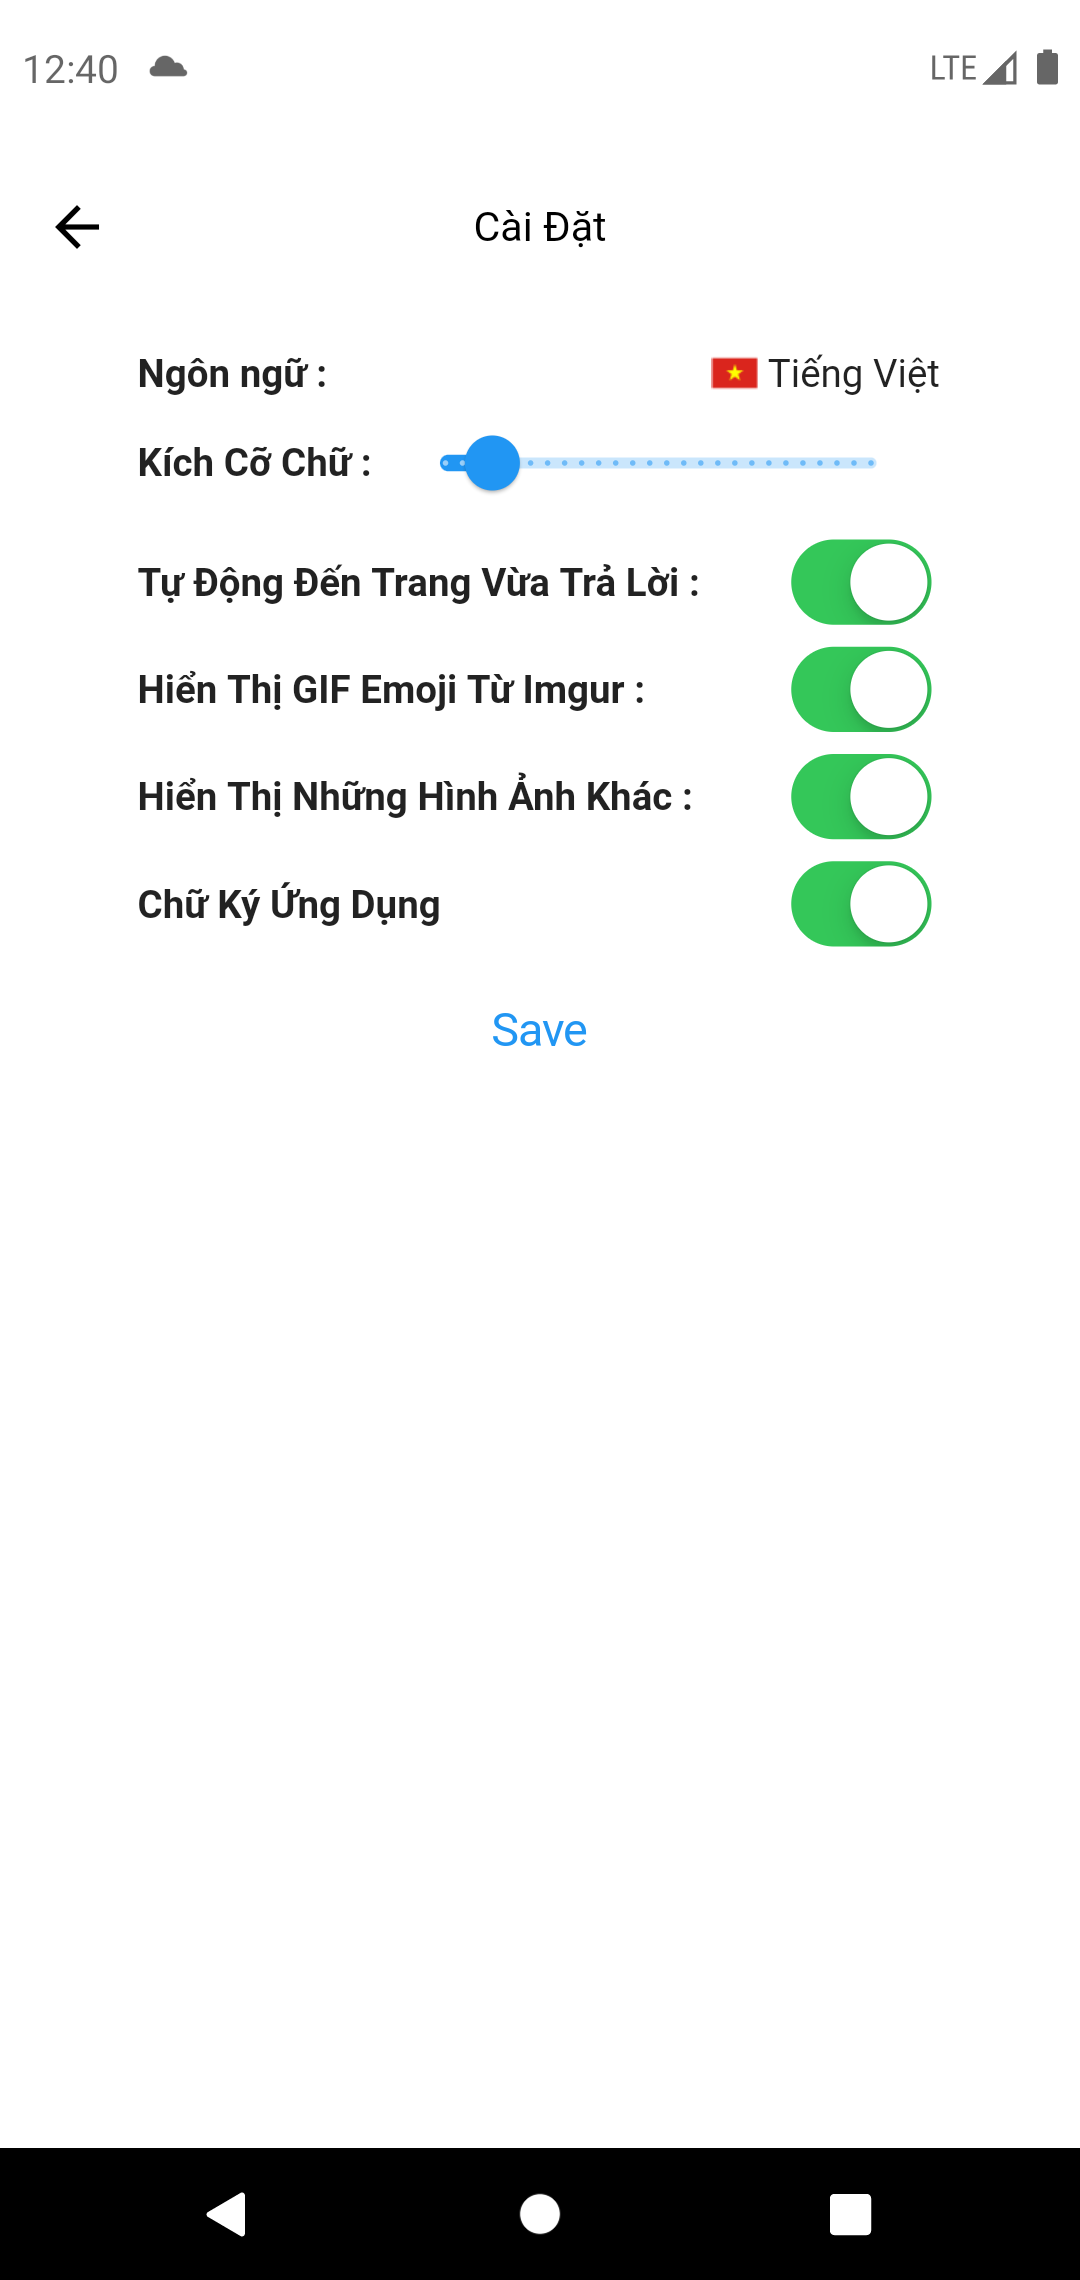 12:40
LTE
Cài Đặt
Ngôn ngữ :
Tiếng Việt
Kích Cỡ Chữ :
Tự Động Đến Trang Vừa Trả Lời :
Hiển Thị GIF Emoji Từ Imgur :
Hiển Thị Những Hình Ảnh Khác :
Chữ Ký Ứng Dụng
Save